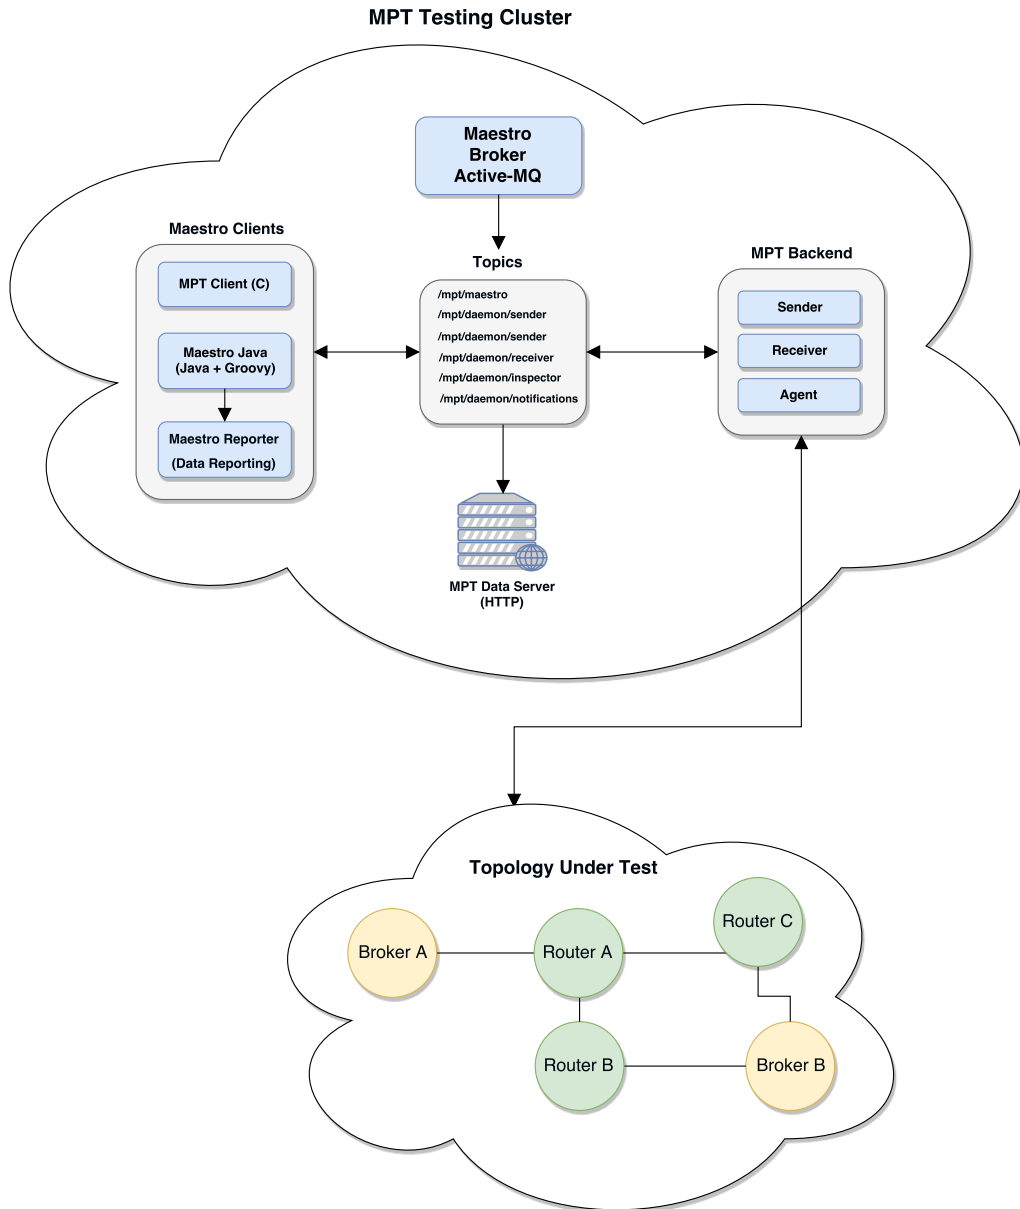 MPT Testing Cluster
Maestro
Broker
Active-MQ
Maestro Clients
MPT Client (C)
Maestro Java
(Java + Groovy)
Maestro Reporter
(Data Reporting)
Topics
/mpt/maestro
/mpt/daemon/sender
/mpt/daemon/sender
/mpt/daemon/receiver
/mpt/daemon/inspector
/mpt/daemon/notifications
MPT Backend
Sender
Receiver
Agent
MPT Data Server
(HTTP)
Topology Under Test
Broker A
Router A
Router C
Router B
Broker B